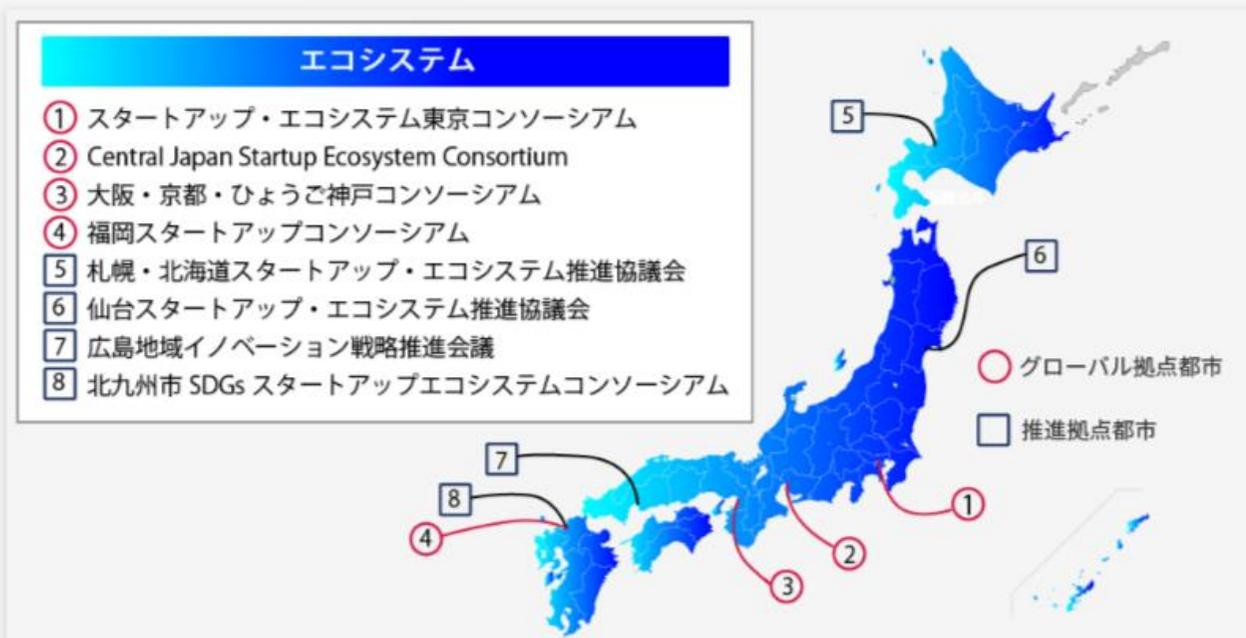 エコシステム
① スタートアップ・エコシステム東京コンソーシアム
② Central Japan Startup Ecosystem Consortium
③ 大阪・京都・ひょうご神戸コンソーシアム
④ 福岡スタートアップコンソーシアム
5 札幌・北海道スタートアップ・エコシステム推進協議会
6 仙台スタートアップ・エコシステム推進協議会
7 広島地域イノベーション戦略推進会議
8 北九州市 SDGs スタートアップエコシステムコンソーシアム
5
6
グローバル拠点都市
推進拠点都市
7
8
①
④
②
③